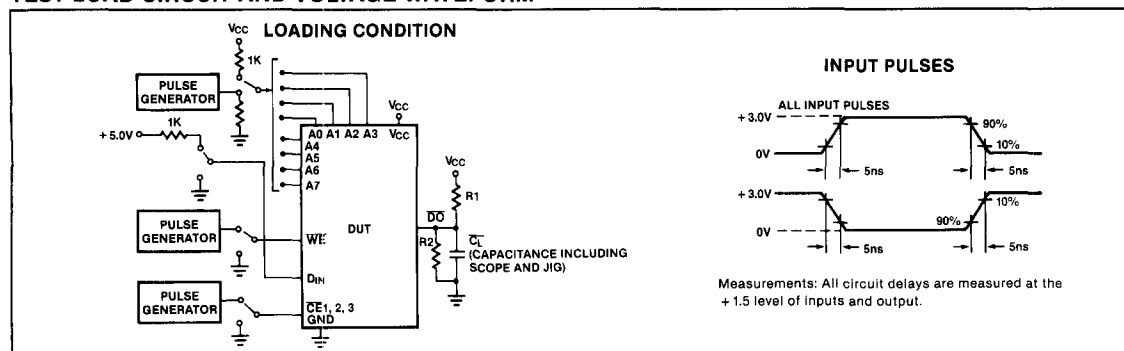 TEST LOAD CIRCUIT AND VOLTAGE WAVEFORM
LOADING CONDITION
VCC
1K
PULSE
GENERATOR
+5.0V
1K
A0 A1 A2 A3
VCC
VCC
A4
A5
A6
A7
DUT
PULSE
GENERATOR
WE
DIN
PULSE
GENERATOR
CE1, 2, 3
GND
VCC
R1
DO
R2
CL
(CAPACITANCE INCLUDING
SCOPE AND JIG)
INPUT PULSES
ALL INPUT PULSES
+3.0V
90%
10%
0V
5ns
5ns
+3.0V
10%
90%
0V
5ns
5ns
Measurements: All circuit delays are measured at the
+1.5 level of inputs and output.